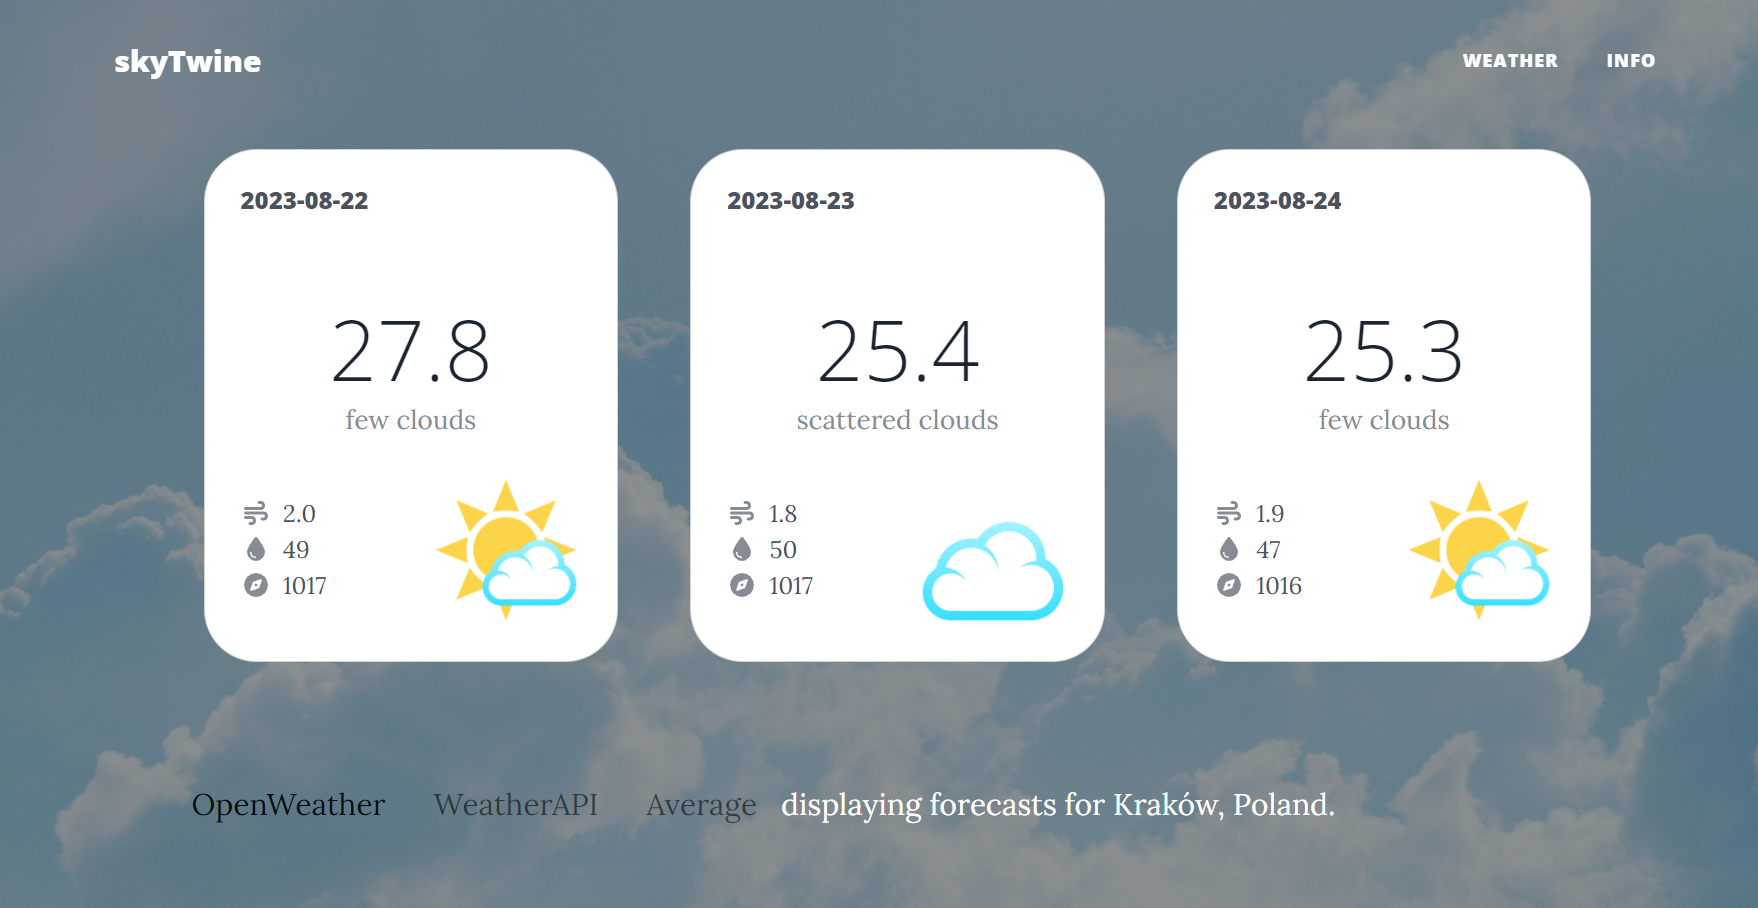 skyTwine
WEATHER INFO
2023-08-22
27.8
few clouds
2.0
49
1017
2023-08-23
25.4
scattered clouds
1.8
50
1017
2023-08-24
25.3
few clouds
1.9
47
1016
OpenWeather WeatherAPI Average displaying forecasts for Kraków, Poland.